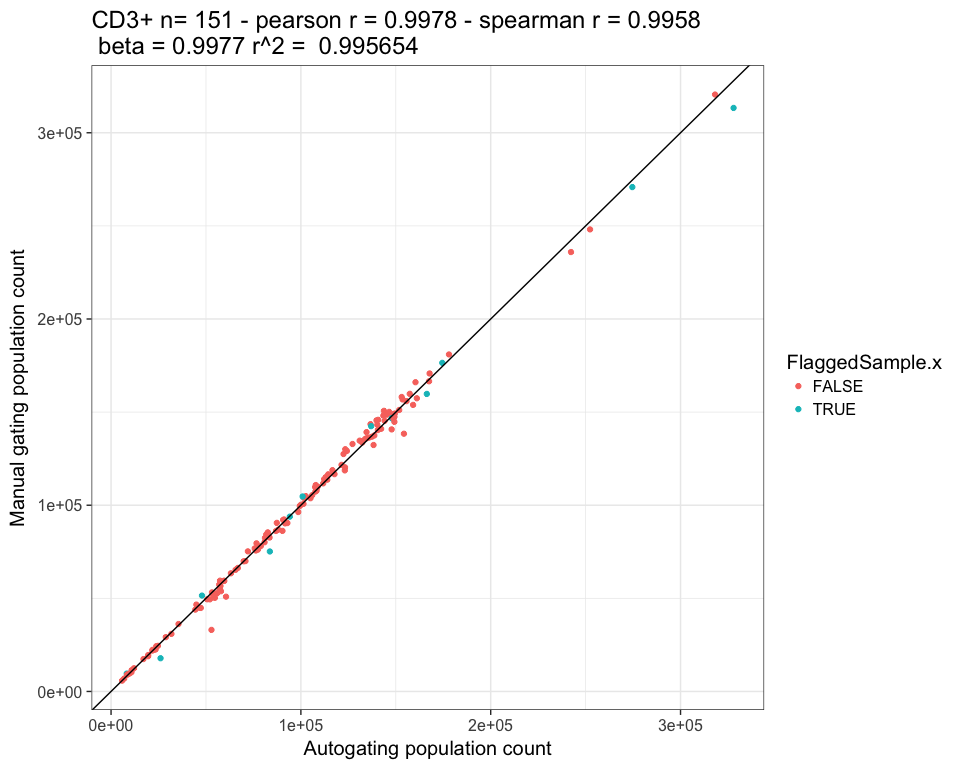 CD3+ n= 151 - pearson r = 0.9978 - spearman r = 0.9958
beta = 0.9977 r^2 =  0.995654
3e+05
2e+05
1e+05
0e+00
Manual gating population count
0e+00 1e+05 2e+05 3e+05
Autogating population count
FlaggedSample.x
FALSE
TRUE